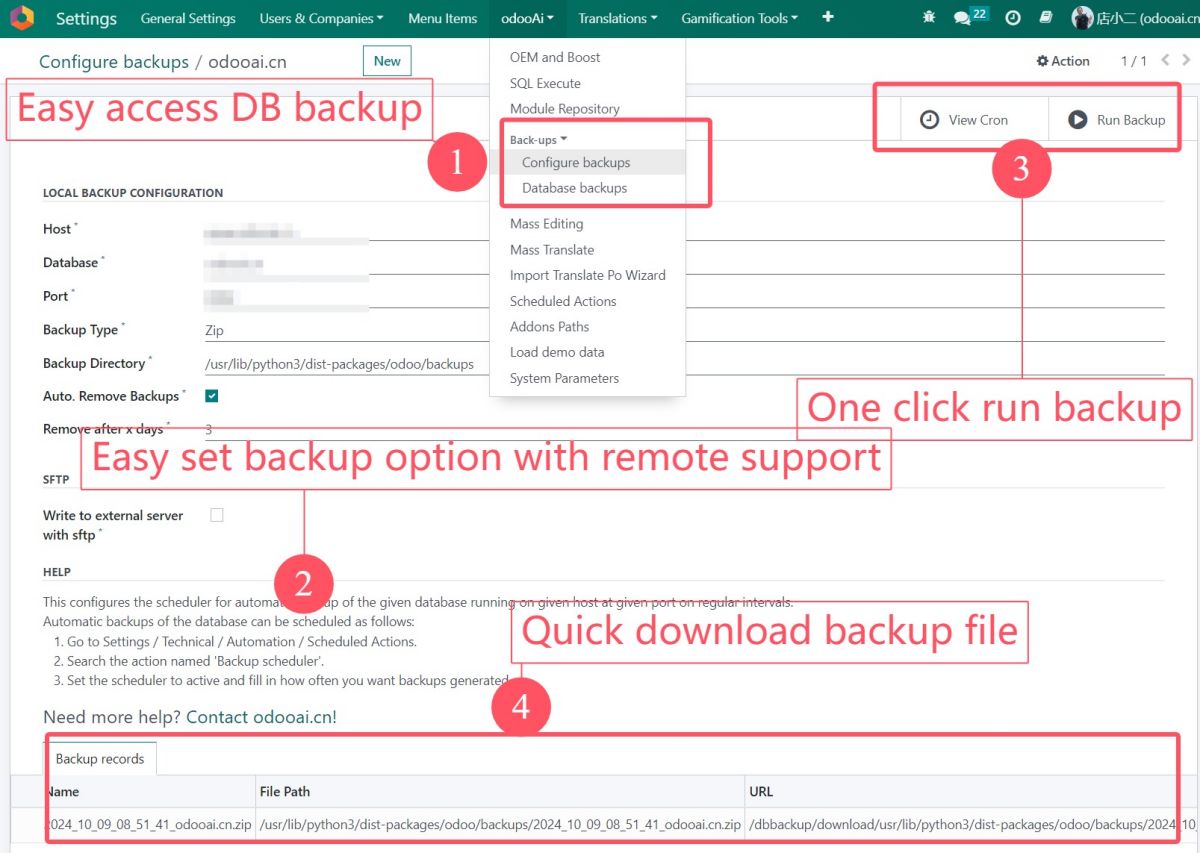 Settings General Settings Users & Companies Menu Items odooAi Translations Gamification Tools + 22 店小二 (odooai.cn
Configure backups / odooai.cn New Action 1 / 1
Easy access DB backup
OEM and Boost
SQL Execute
Module Repository
Back-ups
Configure backups
Database backups
Mass Editing
Mass Translate
Import Translate Po Wizard
Scheduled Actions
Addons Paths
Load demo data
System Parameters
1
View Cron Run Backup
3
LOCAL BACKUP CONFIGURATION
Host *
Database *
Port *
Backup Type * Zip
Backup Directory * /usr/lib/python3/dist-packages/odoo/backups
Auto. Remove Backups *
Remove after x days * 3
One click run backup
Easy set backup option with remote support
SFTP
Write to external server
with sftp *
2
HELP
This configures the scheduler for automat up of the given database running on given host at given port on regular intervals.
Automatic backups of the database can be scheduled as follows:
1. Go to Settings / Technical / Automation / Scheduled Actions.
2. Search the action named 'Backup scheduler'.
3. Set the scheduler to active and fill in how often you want backups generated
Quick download backup file
4
Need more help? Contact odooai.cn!
Backup records
Name File Path URL
2024_10_09_08_51_41_odooai.cn.zip /usr/lib/python3/dist-packages/odoo/backups/2024_10_09_08_51_41_odooai.cn.zip /dbbackup/download/usr/lib/python3/dist-packages/odoo/backups/2024_10